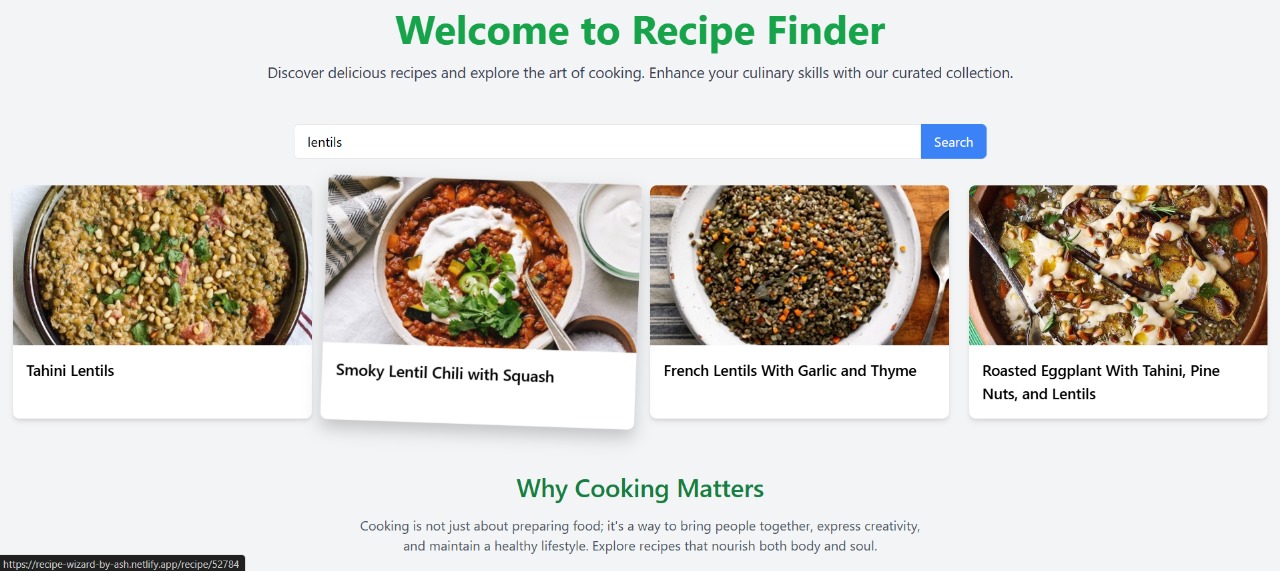 Welcome to Recipe Finder
Discover delicious recipes and explore the art of cooking. Enhance your culinary skills with our curated collection.
lentils
Search
Tahini Lentils
Smoky Lentil Chili with Squash
French Lentils With Garlic and Thyme
Roasted Eggplant With Tahini, Pine
Nuts, and Lentils
Why Cooking Matters
Cooking is not just about preparing food; it's a way to bring people together, express creativity,
and maintain a healthy lifestyle. Explore recipes that nourish both body and soul.
https://recipe-wizard-by-ash.netlify.app/recipe/52784